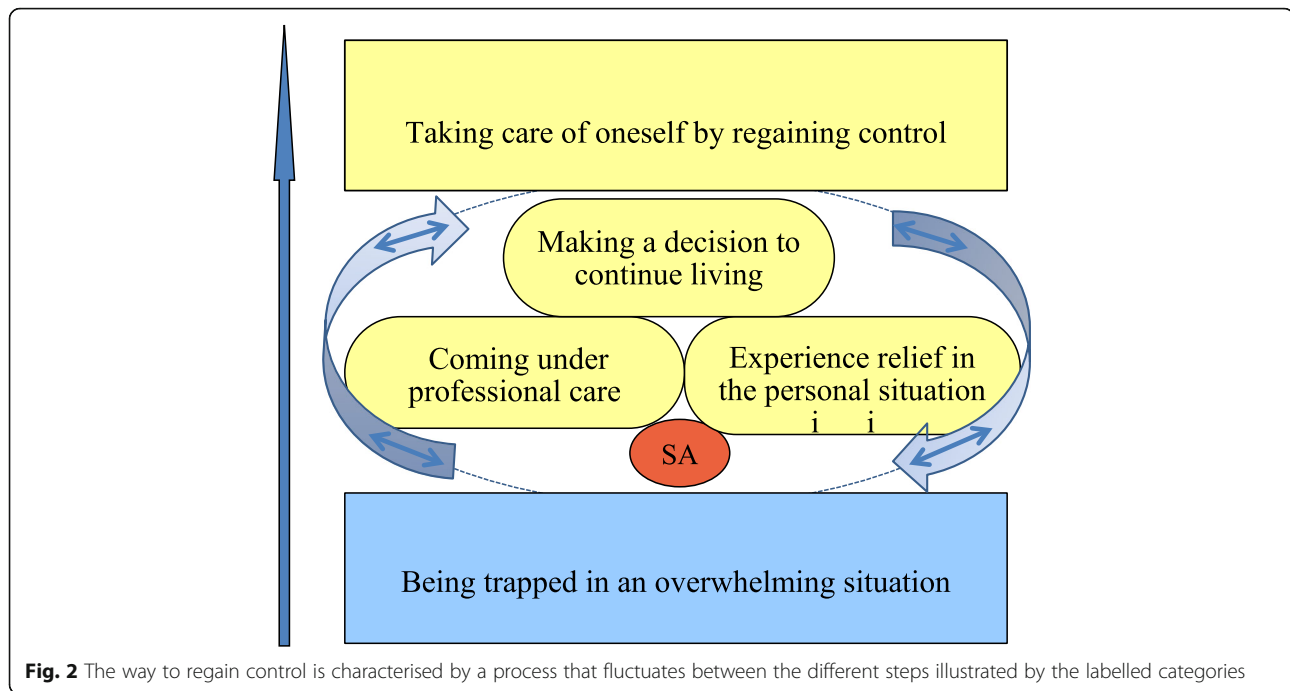 Taking care of oneself by regaining control
Making a decision to
continue living
Coming under
professional care
Experience relief in
the personal situation
i i
SA
Being trapped in an overwhelming situation
Fig. 2 The way to regain control is characterised by a process that fluctuates between the different steps illustrated by the labelled categories